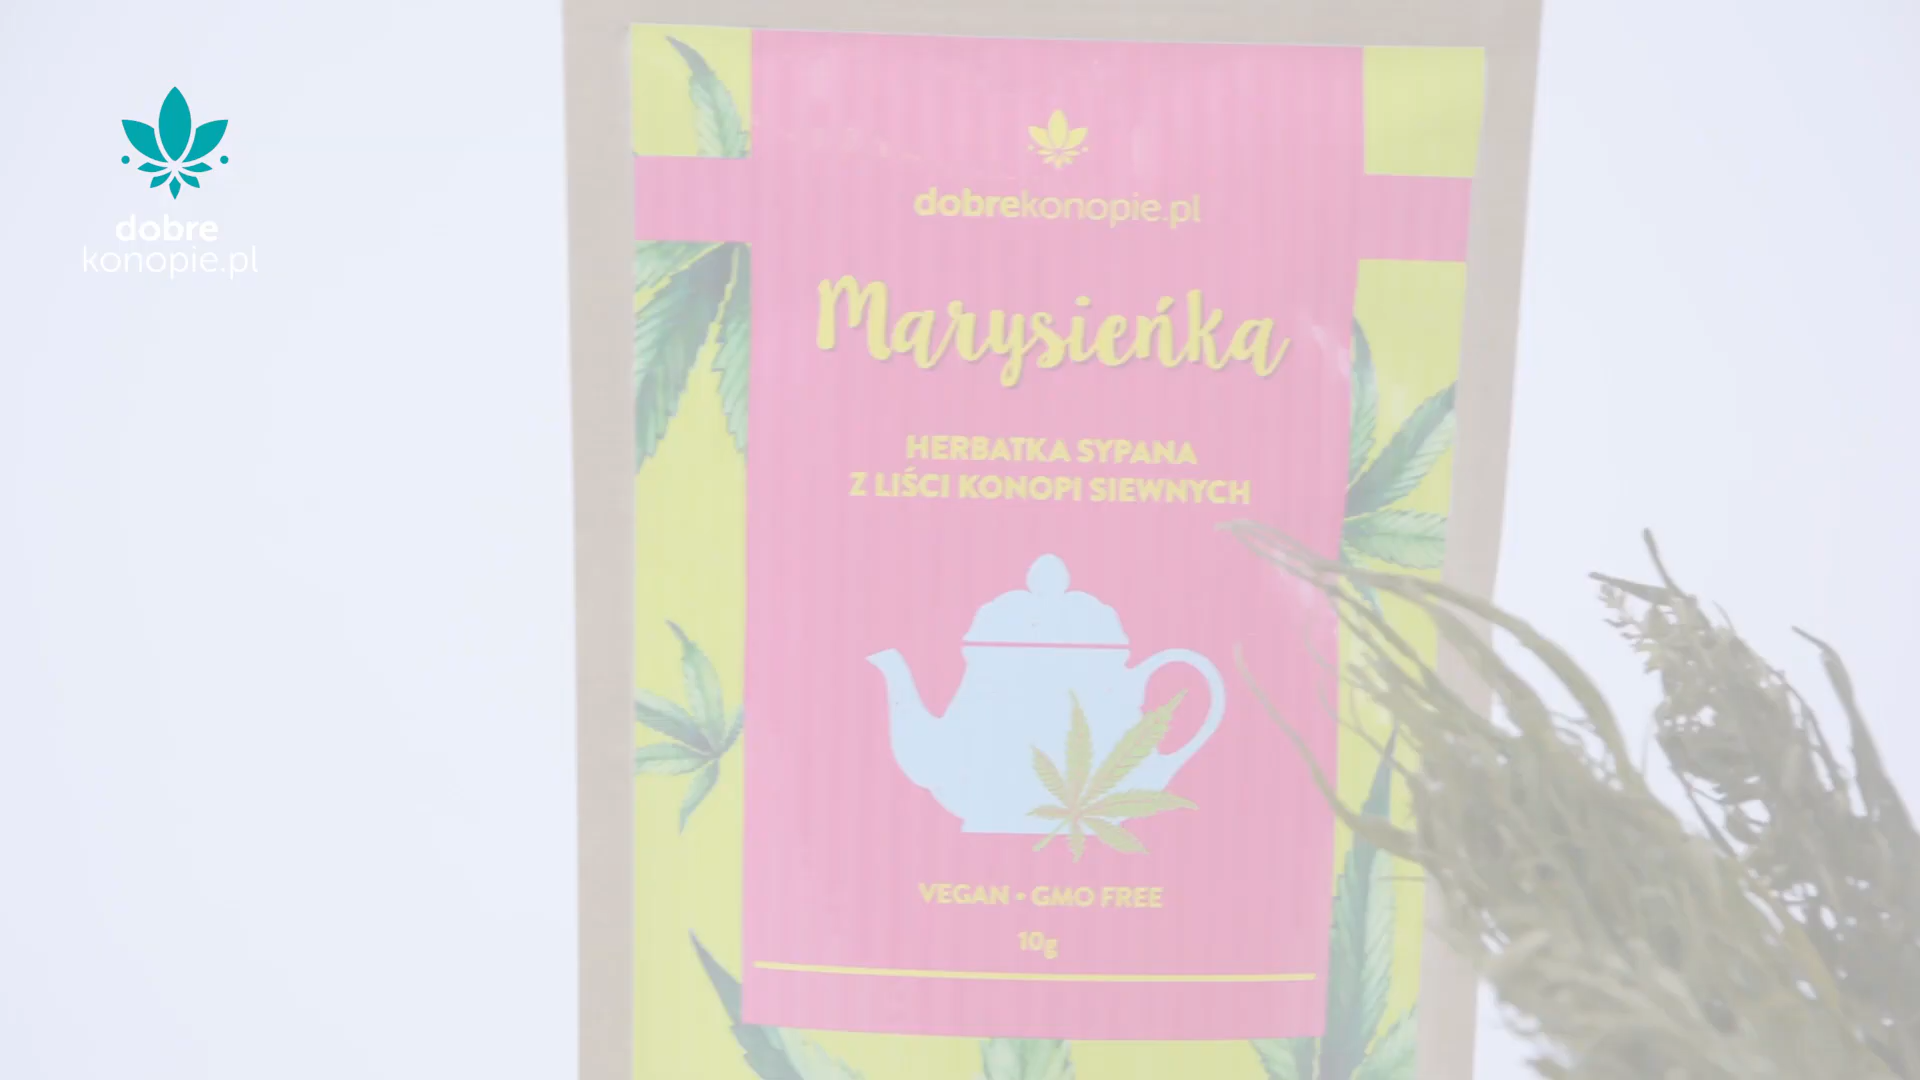 dobre
konopie.pl
dobrekonopie.pl
Marysieńka
HERBATKA SYPANA
Z LIŚCI KONOPI SIEWNYCH
VEGAN • GMO FREE
10g